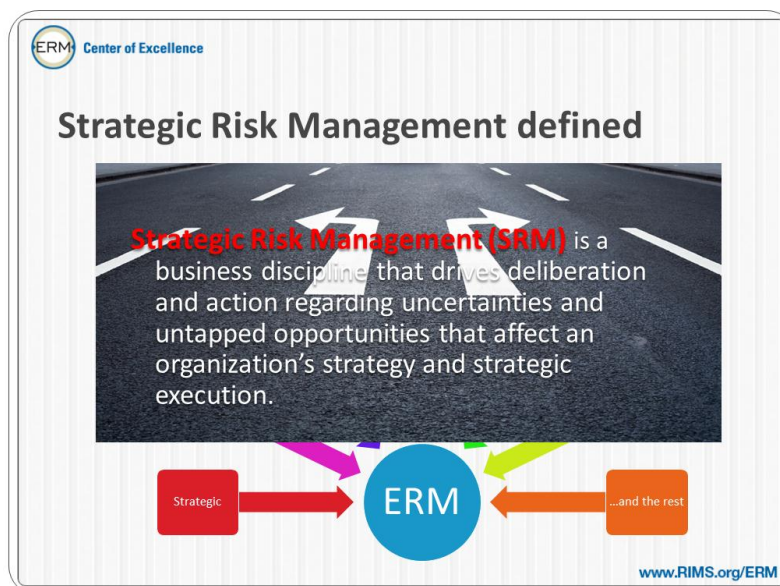 ERM Center of Excellence
Strategic Risk Management defined
Strategic Risk Management (SRM) is a
business discipline that drives deliberation
and action regarding uncertainties and
untapped opportunities that affect an
organization's strategy and strategic
execution.
Strategic
ERM
...and the rest
www.RIMS.org/ERM